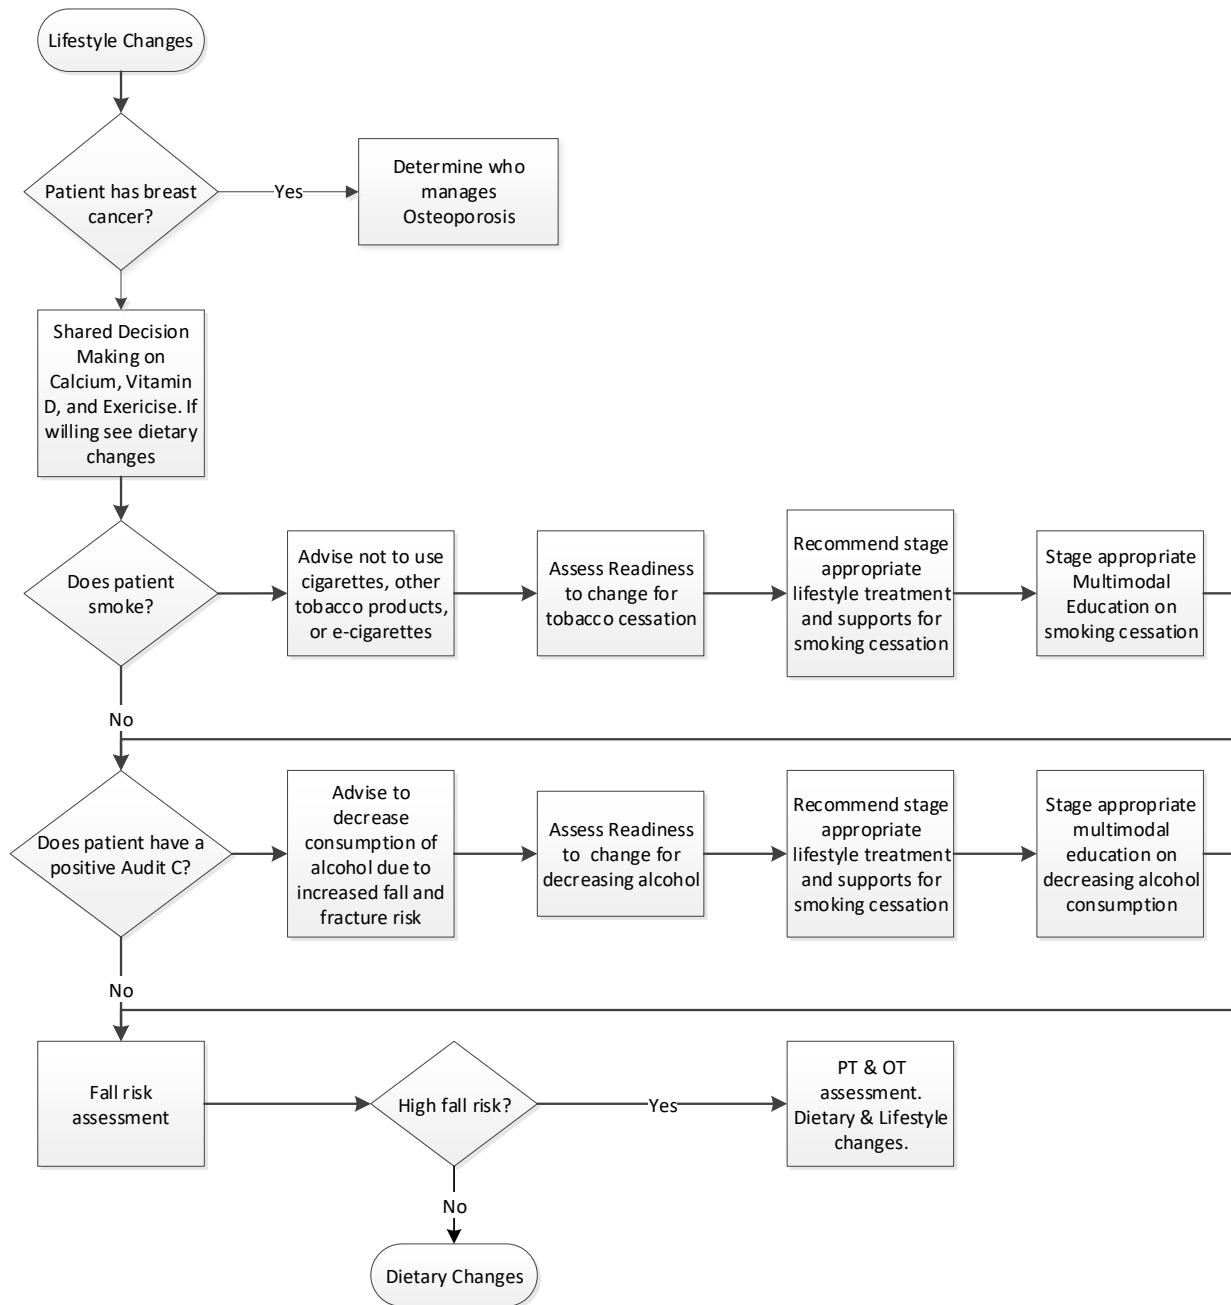 Lifestyle Changes
Patient has breast
cancer?
Yes
Determine who
manages
Osteoporosis
Shared Decision
Making on
Calcium, Vitamin
D, and Exericise. If
willing see dietary
changes
Does patient
smoke?
Advise not to use
cigarettes, other
tobacco products,
or e-cigarettes
Assess Readiness
to change for
tobacco cessation
Recommend stage
appropriate
lifestyle treatment
and supports for
smoking cessation
Stage appropriate
Multimodal
Education on
smoking cessation
No
Does patient have a
positive Audit C?
Advise to
decrease
consumption of
alcohol due to
increased fall and
fracture risk
Assess Readiness
to change for
decreasing alcohol
Recommend stage
appropriate
lifestyle treatment
and supports for
smoking cessation
Stage appropriate
multimodal
education on
decreasing alcohol
consumption
No
Fall risk
assessment
High fall risk?
Yes
PT & OT
assessment.
Dietary & Lifestyle
changes.
No
Dietary Changes